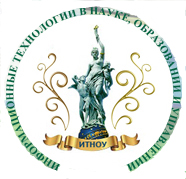 ИНФОРМАЦИОННЫЕ ТЕХНОЛОГИИ В НАУКЕ, ОБРАЗОВАНИИ И УПРАВЛЕНИИ
ИТНОУ